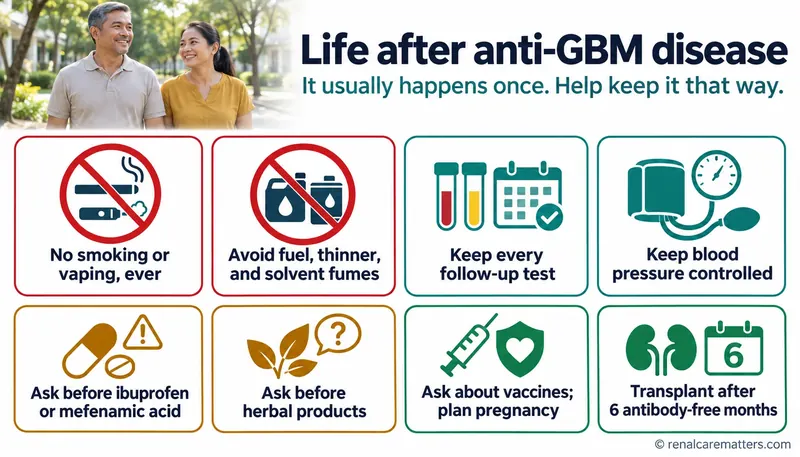 Life after anti-GBM disease
It usually happens once. Help keep it that way.
No smoking or
vaping, ever
Avoid fuel, thinner,
and solvent fumes
Keep every
follow-up test
Keep blood
pressure controlled
Ask before ibuprofen
or mefenamic acid
?
Ask before
herbal products
Ask about vaccines;
plan pregnancy
6
Transplant after
6 antibody-free months
© renalcarematters.com